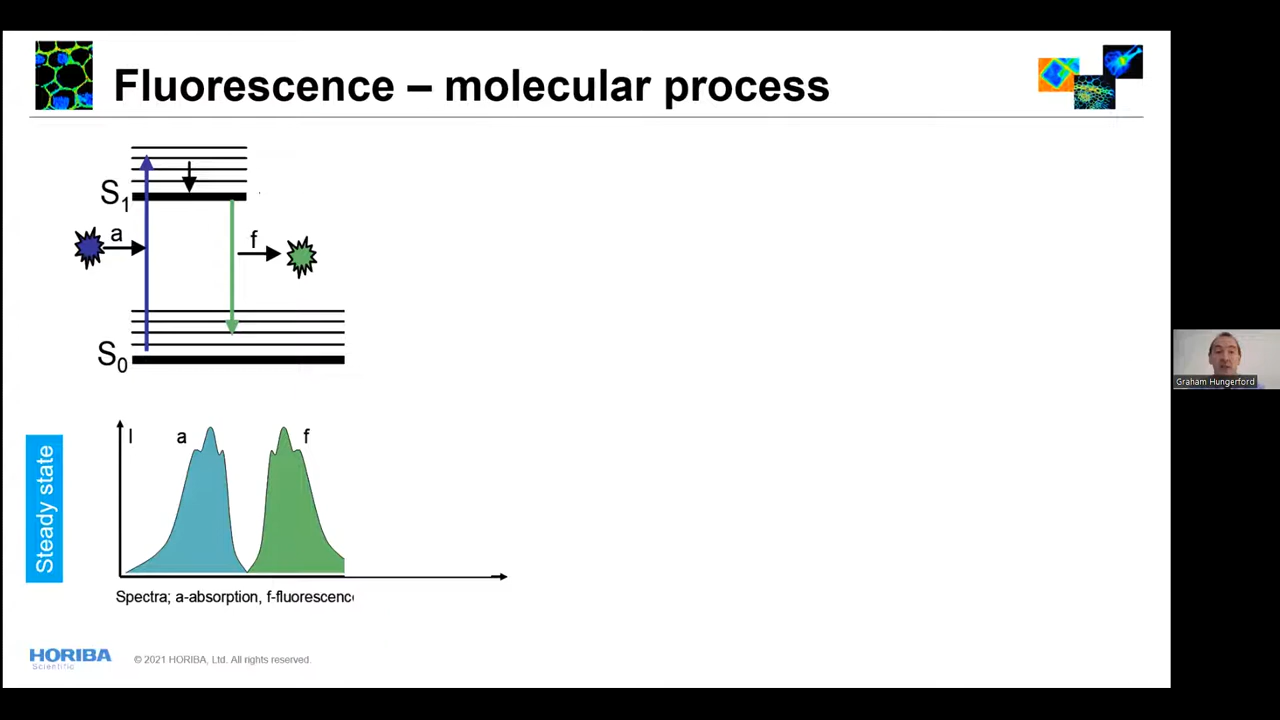 Fluorescence – molecular process
S1
a
f
S0
I
a
f
Steady state
Spectra; a-absorption, f-fluorescenc
HORIBA
Scientific
© 2021 HORIBA, Ltd. All rights reserved.
Graham Hungerford